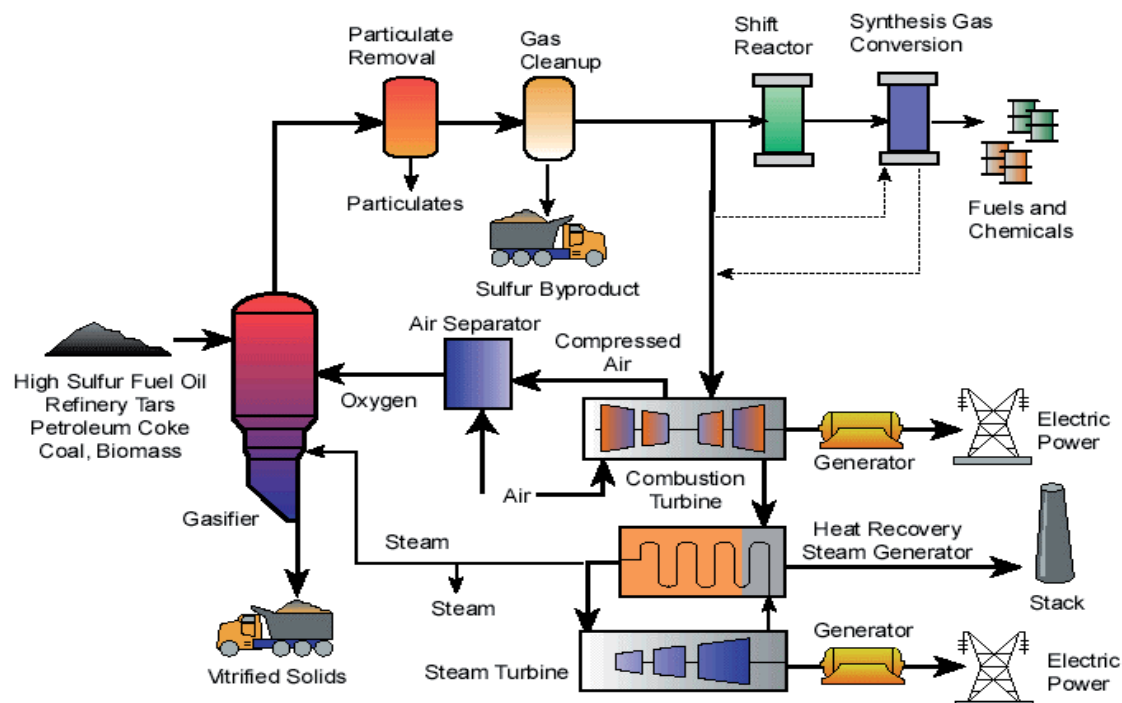 Particulate
Removal
Gas
Cleanup
Shift
Reactor
Synthesis Gas
Conversion
Particulates
Fuels and
Chemicals
Sulfur Byproduct
Air Separator
Compressed
Air
High Sulfur Fuel Oil
Refinery Tars
Petroleum Coke
Coal, Biomass
Oxygen
Electric
Power
Generator
Combustion
Turbine
Air
Gasifier
Heat Recovery
Steam Generator
Steam
Steam
Stack
Generator
Steam Turbine
Electric
Power
Vitrified Solids